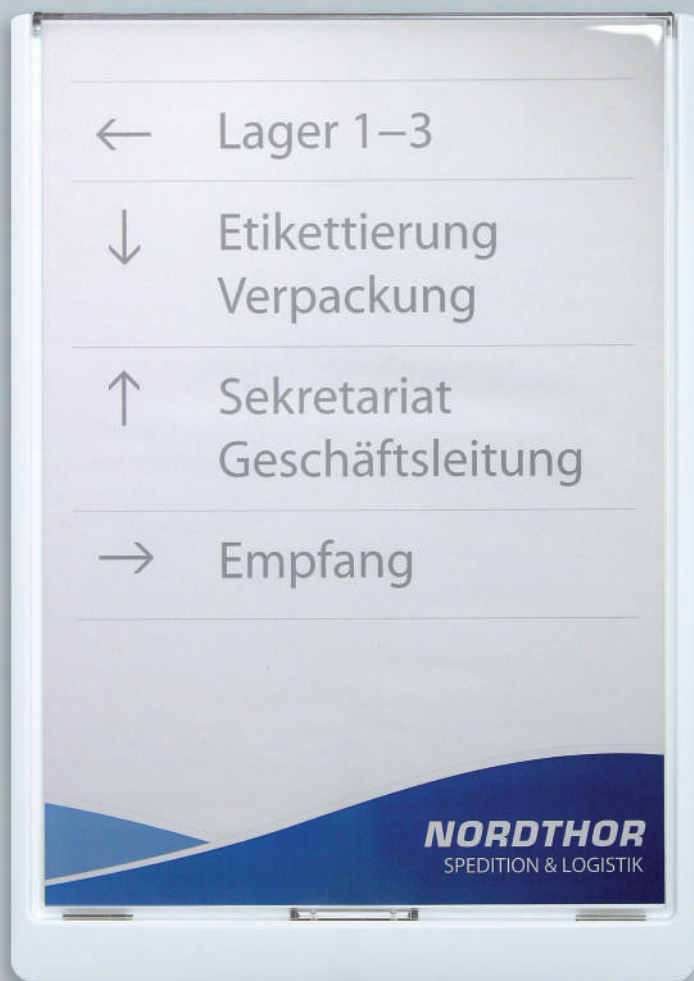 ← Lager 1–3
↓ Etikettierung
Verpackung
↑ Sekretariat
Geschäftsleitung
→ Empfang
NORDTHOR
SPEDITION & LOGISTIK